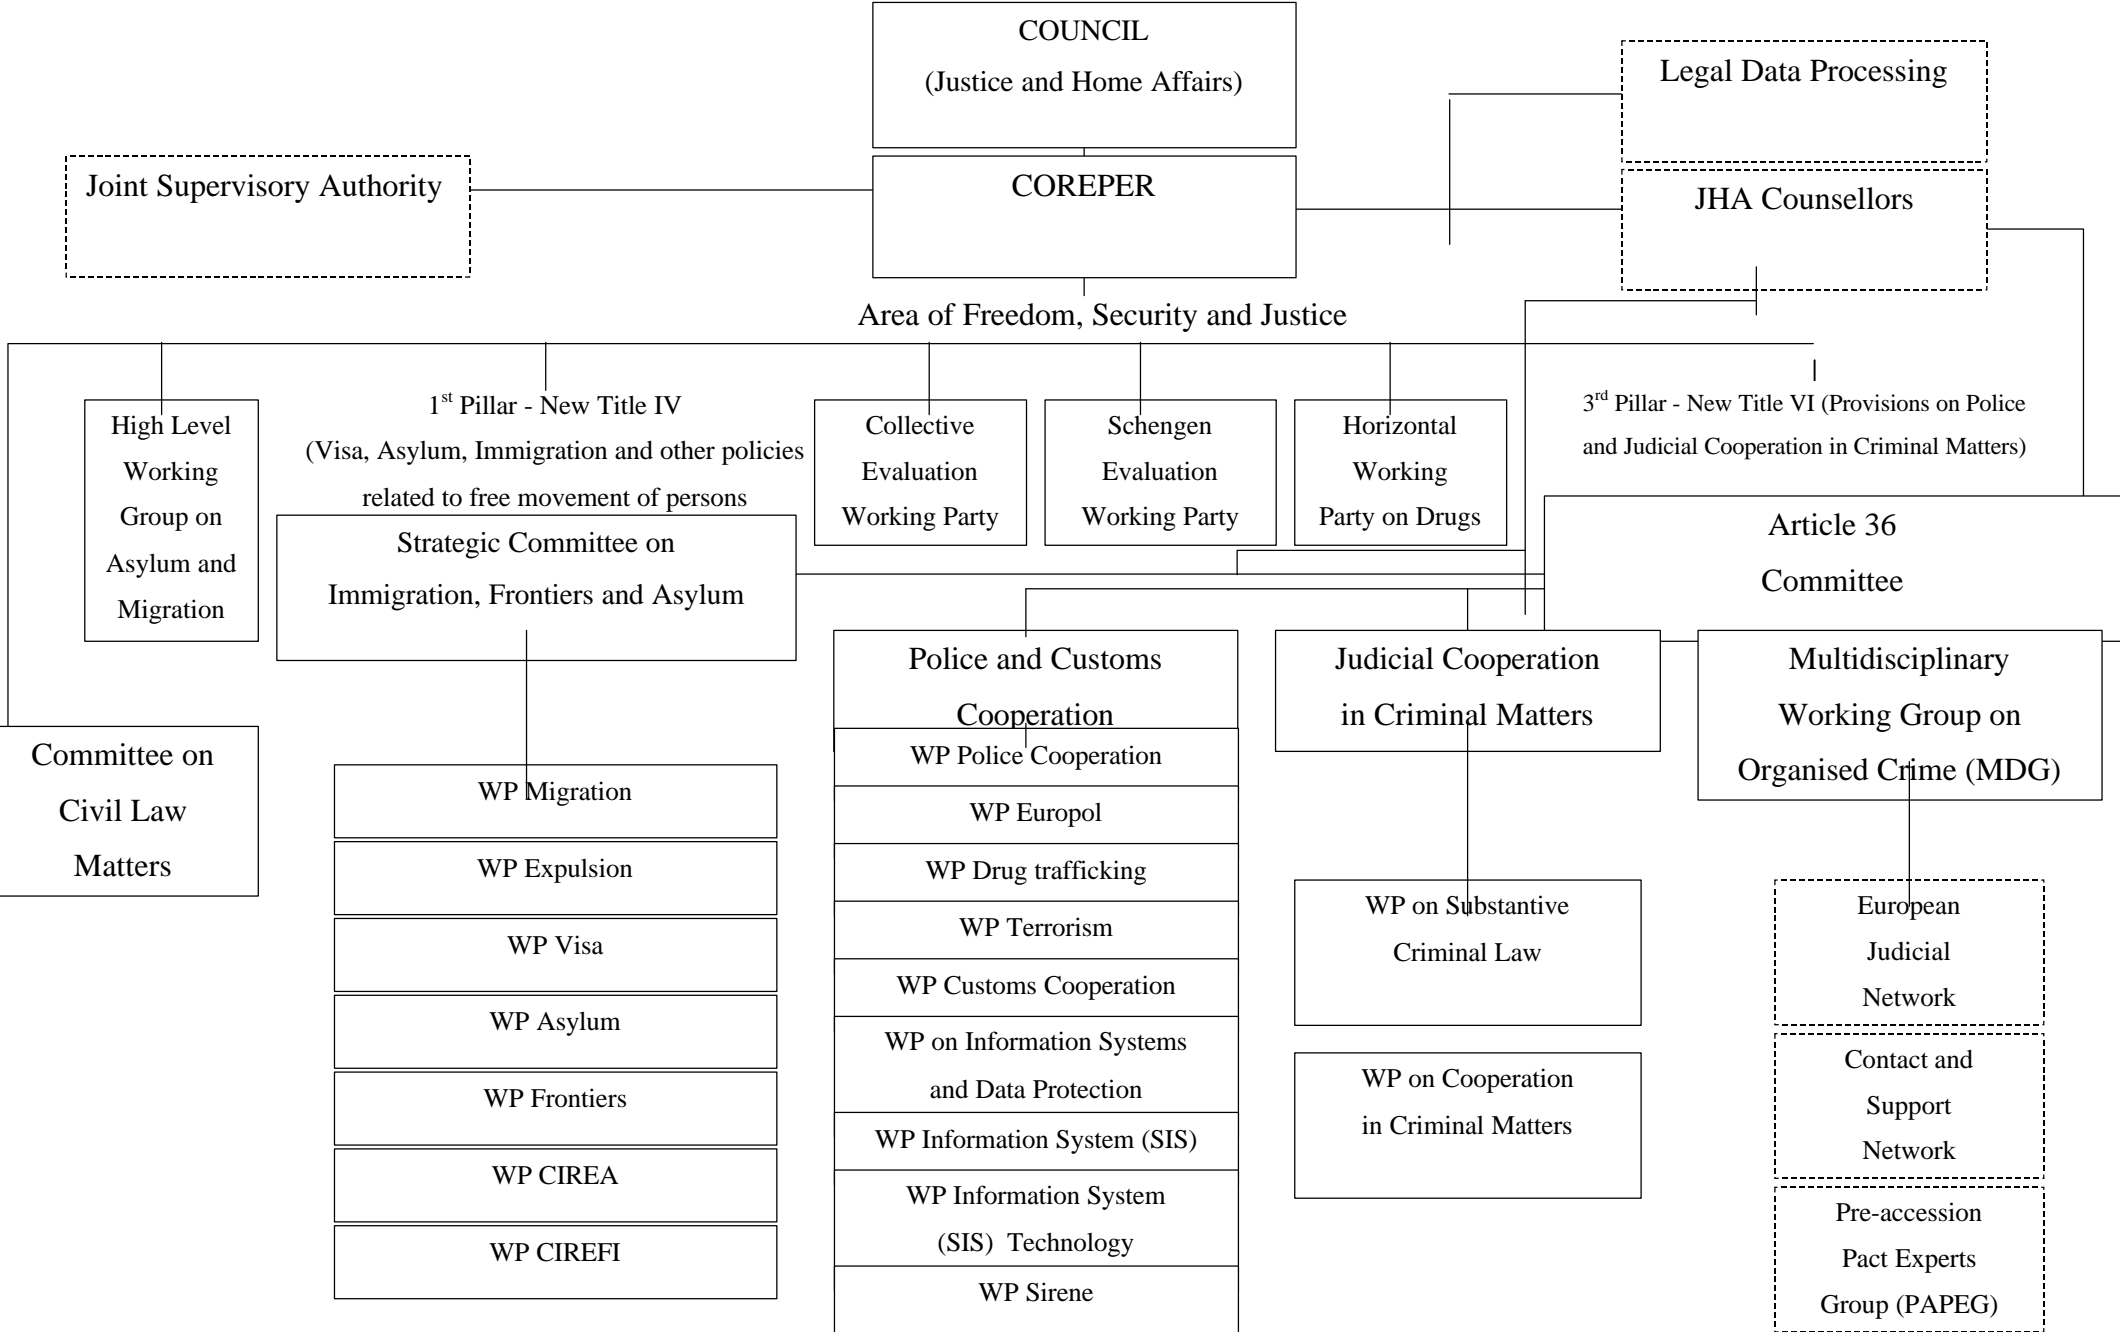 COUNCIL
(Justice and Home Affairs)
Legal Data Processing
Joint Supervisory Authority
COREPER
JHA Counsellors
Area of Freedom, Security and Justice
High Level
Working
Group on
Asylum and
Migration
1st Pillar - New Title IV
(Visa, Asylum, Immigration and other policies
related to free movement of persons
Collective
Evaluation
Working Party
Schengen
Evaluation
Working Party
Horizontal
Working
Party on Drugs
3rd Pillar - New Title VI (Provisions on Police
and Judicial Cooperation in Criminal Matters)
Strategic Committee on
Immigration, Frontiers and Asylum
Article 36
Committee
Police and Customs
Cooperation
Judicial Cooperation
in Criminal Matters
Multidisciplinary
Working Group on
Organised Crime (MDG)
Committee on
Civil Law
Matters
WP Migration
WP Expulsion
WP Visa
WP Asylum
WP Frontiers
WP CIREA
WP CIREFI
WP Police Cooperation
WP Europol
WP Drug trafficking
WP Terrorism
WP Customs Cooperation
WP on Information Systems
and Data Protection
WP Information System (SIS)
WP Information System
(SIS) Technology
WP Sirene
WP on Substantive
Criminal Law
WP on Cooperation
in Criminal Matters
European
Judicial
Network
Contact and
Support
Network
Pre-accession
Pact Experts
Group (PAPEG)